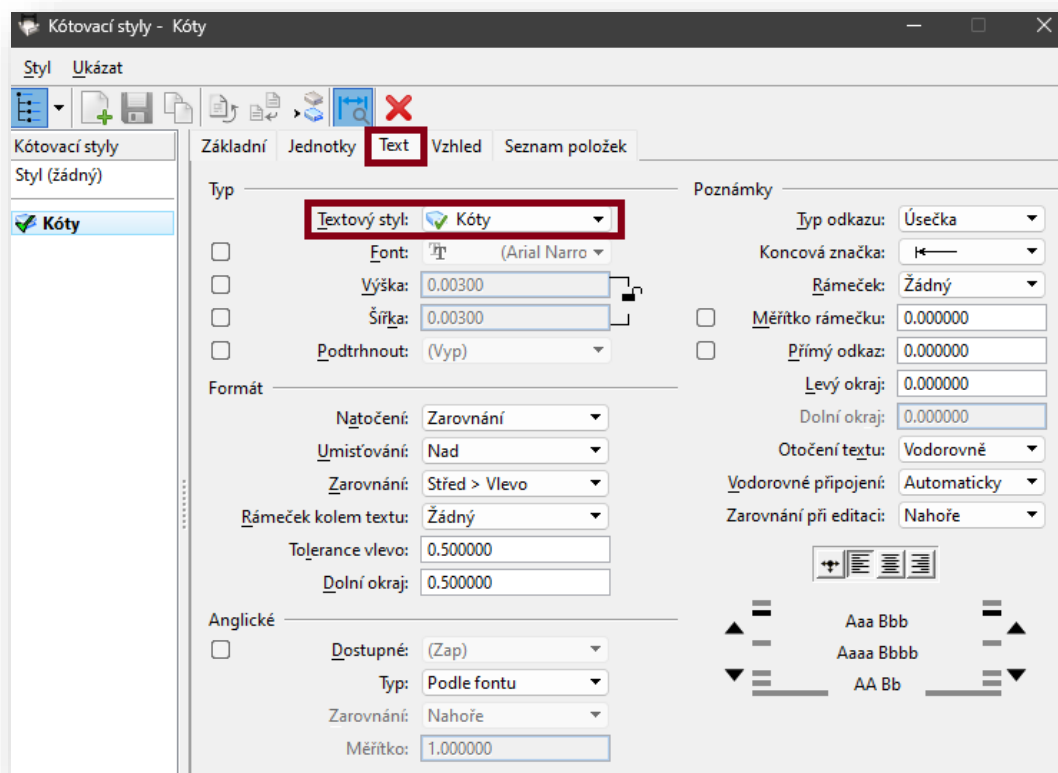 Kótovací styly - Kóty
Styl Ukázat
Kótovací styly
Styl (žádný)
Kóty
Základní Jednotky Text Vzhled Seznam položek
Typ
Textový styl: Kóty
Font: (Arial Narro
Výška: 0.00300
Šířka: 0.00300
Podtrhnout: (Vyp)
Formát
Natočení: Zarovnání
Umisťování: Nad
Zarovnání: Střed > Vlevo
Rámeček kolem textu: Žádný
Tolerance vlevo: 0.500000
Dolní okraj: 0.500000
Anglické
Dostupné: (Zap)
Typ: Podle fontu
Zarovnání: Nahoře
Měřítko: 1.000000
Poznámky
Typ odkazu: Úsečka
Koncová značka:
Rámeček: Žádný
Měřítko rámečku: 0.000000
Přímý odkaz: 0.000000
Levý okraj: 0.000000
Dolní okraj: 0.000000
Otočení textu: Vodorovně
Vodorovné připojení: Automaticky
Zarovnání při editaci: Nahoře
Aaa Bbb
Aaaa Bbbb
AA Bb